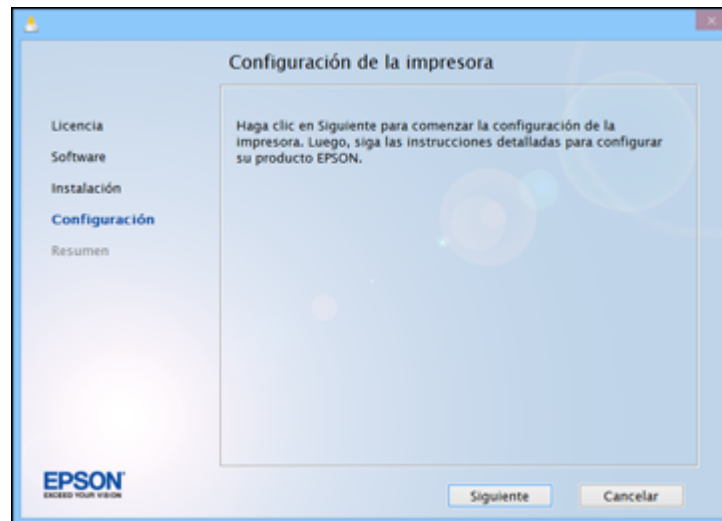 Configuración de la impresora
Licencia
Software
Instalación
Configuración
Resumen
Haga clic en Siguiente para comenzar la configuración de la
impresora. Luego, siga las instrucciones detalladas para configurar
su producto EPSON.
EPSON
EXCEED YOUR VISION
Siguiente
Cancelar